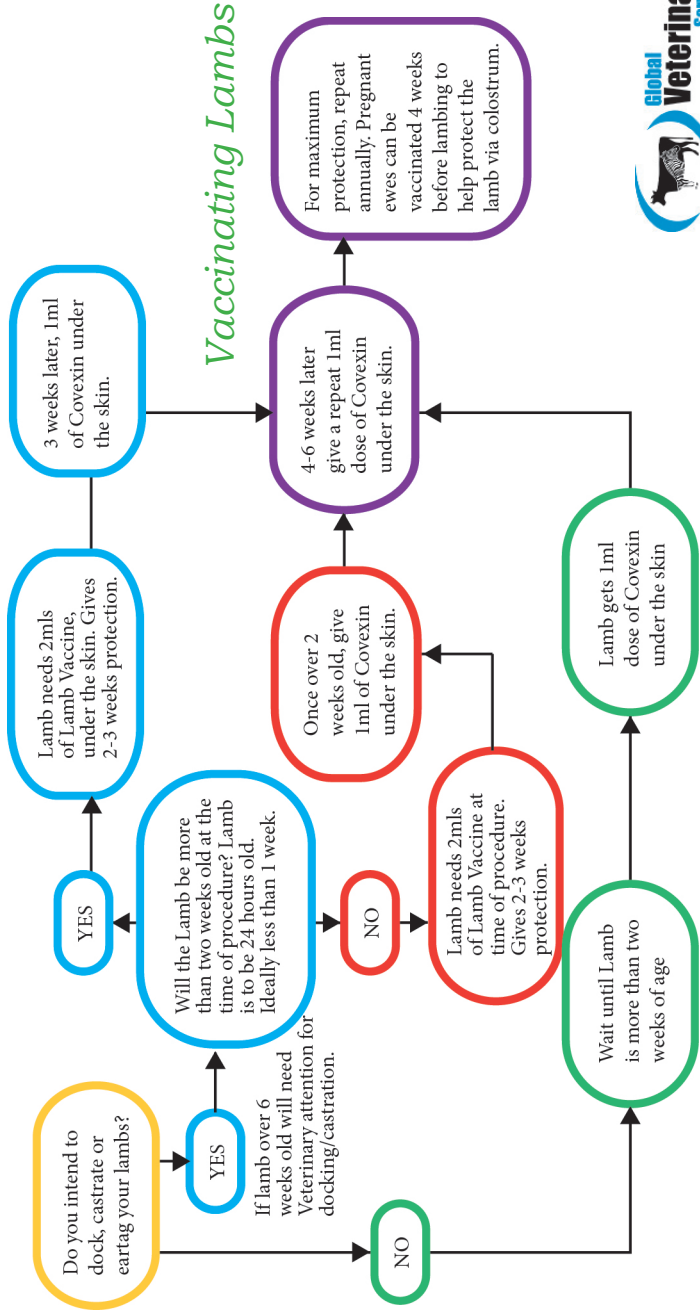 Vaccinating Lambs
Do you intend to
dock, castrate or
eartag your lambs?
YES
If lamb over 6
weeks old will need
Veterinary attention for
docking/castration.
Will the Lamb be more
than two weeks old at the
time of procedure? Lamb
is to be 24 hours old.
Ideally less than 1 week.
YES
Lamb needs 2mls
of Lamb Vaccine,
under the skin. Gives
2-3 weeks protection.
3 weeks later, 1ml
of Covexin under
the skin.
NO
Lamb needs 2mls
of Lamb Vaccine at
time of procedure.
Gives 2-3 weeks
protection.
Once over 2
weeks old, give
1ml of Covexin
under the skin.
4-6 weeks later
give a repeat 1ml
dose of Covexin
under the skin.
For maximum
protection, repeat
annually. Pregnant
ewes can be
vaccinated 4 weeks
before lambing to
help protect the
lamb via colostrum.
NO
Wait until Lamb
is more than two
weeks of age
Lamb gets 1ml
dose of Covexin
under the skin
Global